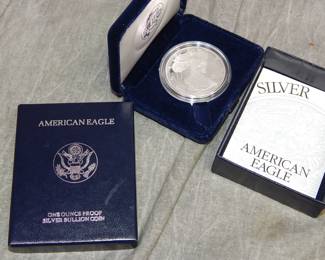 AMERICAN EAGLE
ONE OUNCE PROOF
SILVER BULLION COIN
SILVER
AMERICAN
EAGLE